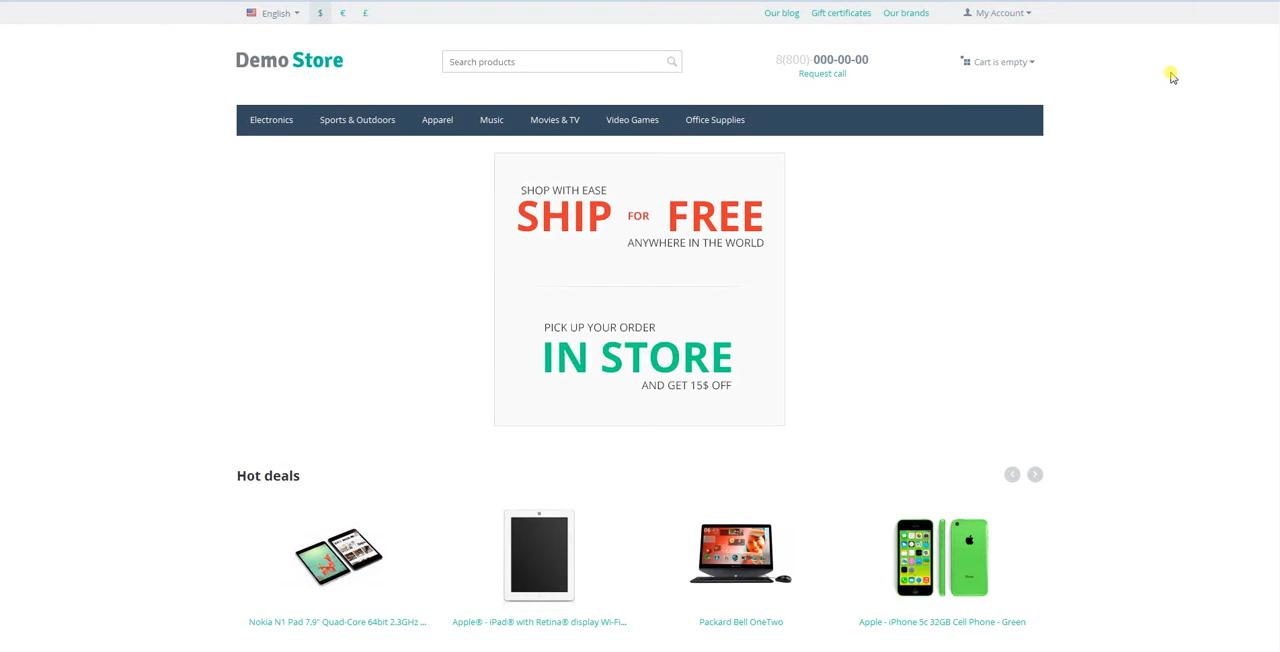 English $ € £ Our blog Gift certificates Our brands My Account
Demo Store Search products 8(800)-000-00-00 Cart is empty
Request call
Electronics Sports & Outdoors Apparel Music Movies & TV Video Games Office Supplies
SHOP WITH EASE
SHIP FOR FREE
ANYWHERE IN THE WORLD
PICK UP YOUR ORDER
IN STORE
AND GET 15$ OFF
Hot deals
Nokia N1 Pad 7.9" Quad-Core 64bit 2.3GHz ... Apple® - iPad® with Retina® display Wi-Fi... Packard Bell OneTwo Apple - iPhone 5c 32GB Cell Phone - Green